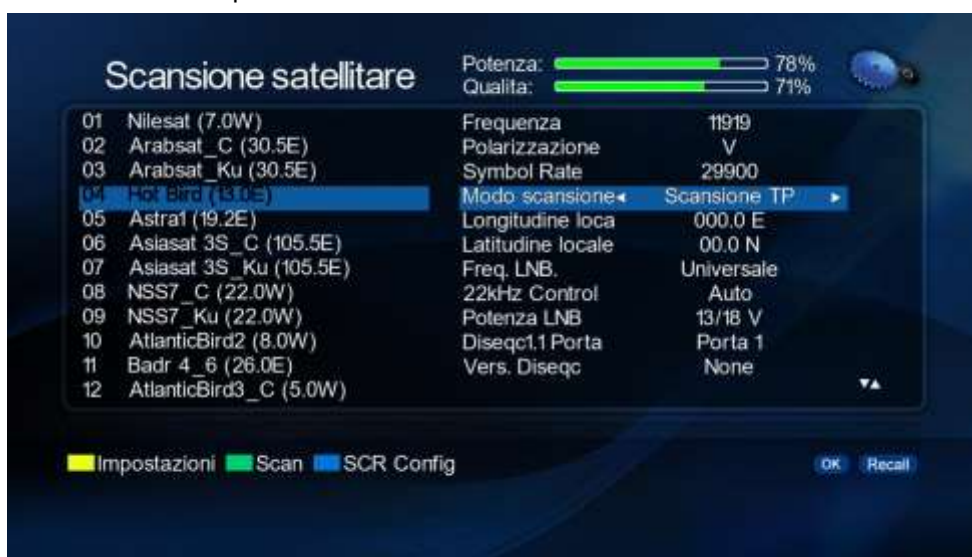 Scansione satellitare
Potenza: 78%
Qualita: 71%
01 Nilesat (7.0W)
02 Arabsat_C (30.5E)
03 Arabsat_Ku (30.5E)
04 Hot Bird (13.0E)
05 Astra1 (19.2E)
06 Asiasat 3S_C (105.5E)
07 Asiasat 3S_Ku (105.5E)
08 NSS7_C (22.0W)
09 NSS7_Ku (22.0W)
10 AtlanticBird2 (8.0W)
11 Badr 4_6 (26.0E)
12 AtlanticBird3_C (5.0W)
Frequenza 11919
Polarizzazione V
Symbol Rate 29900
Modo scansione Scansione TP
Longitudine loca 000.0 E
Latitudine locale 00.0 N
Freq. LNB. Universale
22kHz Control Auto
Potenza LNB 13/18 V
Diseqc1.1 Porta Porta 1
Vers. Diseqc None
Impostazioni Scan SCR Config
OK Recall